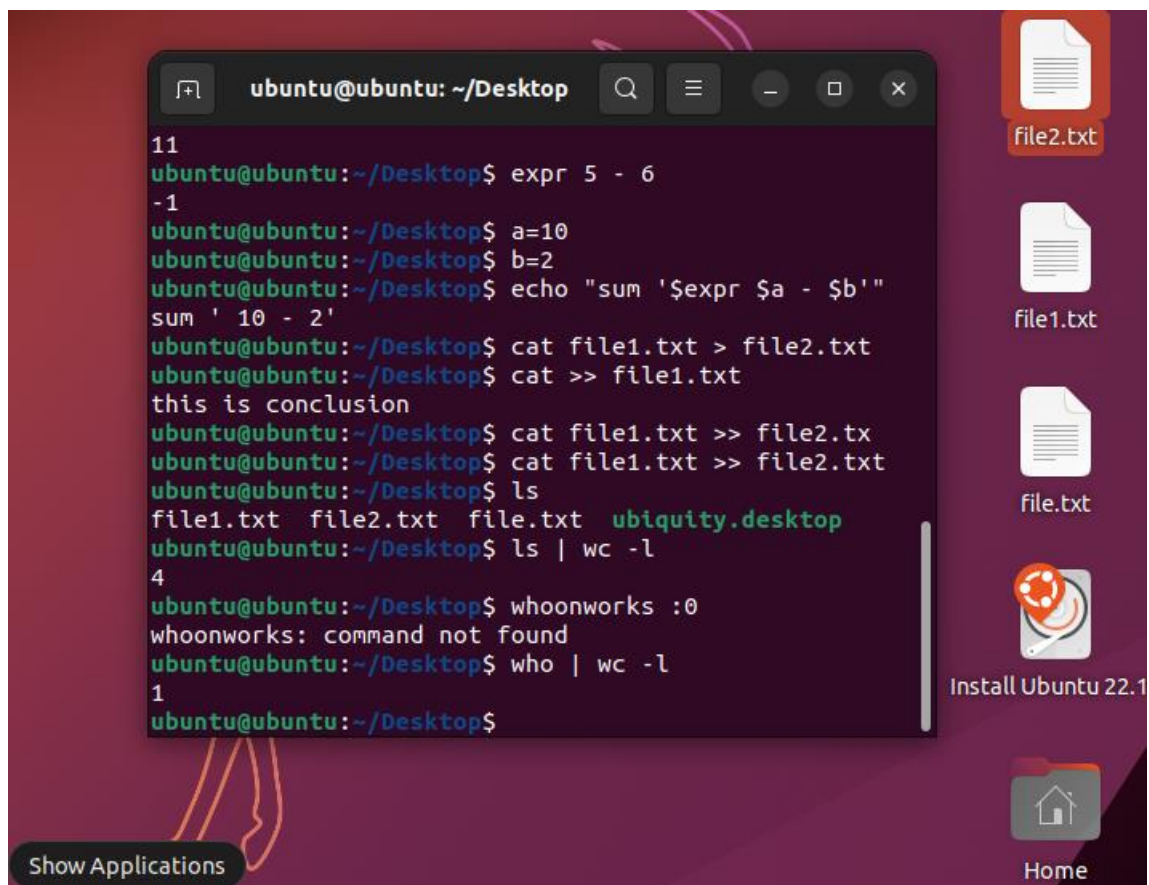 ubuntu@ubuntu: ~/Desktop
11
ubuntu@ubuntu:~/Desktop$ expr 5 - 6
-1
ubuntu@ubuntu:~/Desktop$ a=10
ubuntu@ubuntu:~/Desktop$ b=2
ubuntu@ubuntu:~/Desktop$ echo "sum '$expr $a - $b'"
sum ' 10 - 2'
ubuntu@ubuntu:~/Desktop$ cat file1.txt > file2.txt
ubuntu@ubuntu:~/Desktop$ cat >> file1.txt
this is conclusion
ubuntu@ubuntu:~/Desktop$ cat file1.txt >> file2.tx
ubuntu@ubuntu:~/Desktop$ cat file1.txt >> file2.txt
ubuntu@ubuntu:~/Desktop$ ls
file1.txt  file2.txt  file.txt  ubiquity.desktop
ubuntu@ubuntu:~/Desktop$ ls | wc -l
4
ubuntu@ubuntu:~/Desktop$ whoonworks :0
whoonworks: command not found
ubuntu@ubuntu:~/Desktop$ who | wc -l
1
ubuntu@ubuntu:~/Desktop$
file2.txt
file1.txt
file.txt
Install Ubuntu 22.1
Home
Show Applications